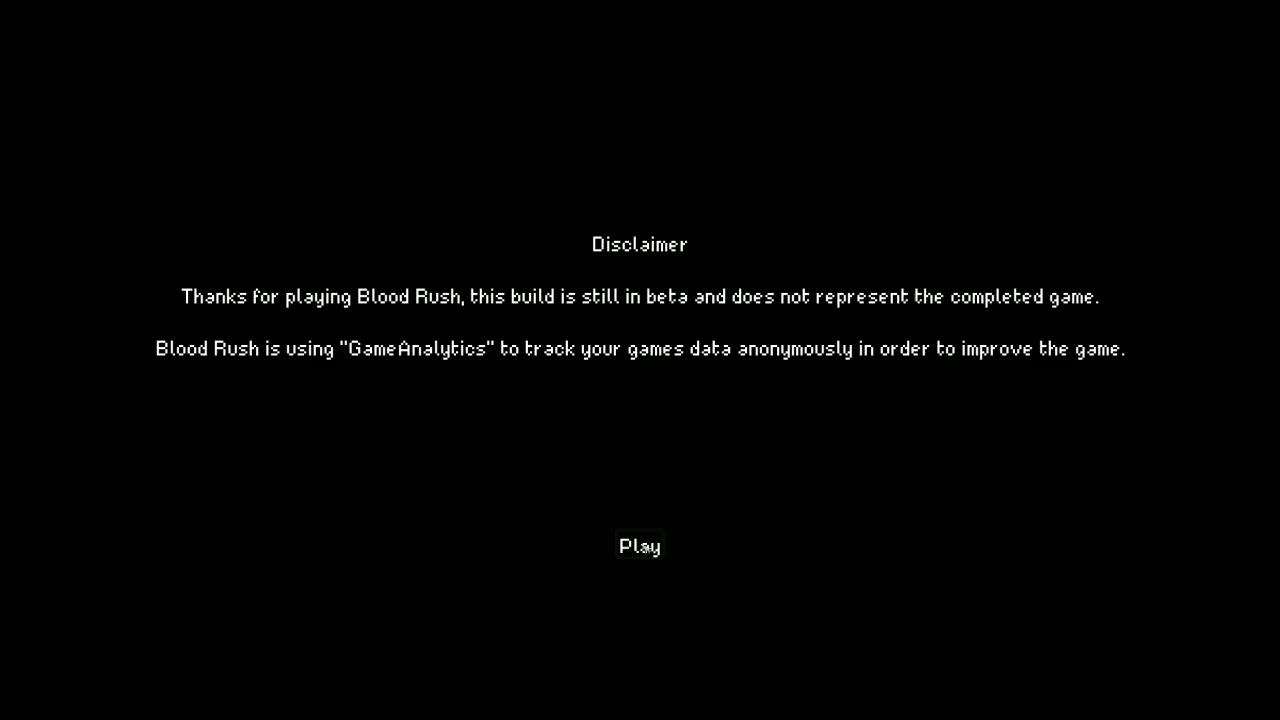 Disclaimer
Thanks for playing Blood Rush, this build is still in beta and does not represent the completed game.
Blood Rush is using "GameAnalytics" to track your games data anonymously in order to improve the game.
Play